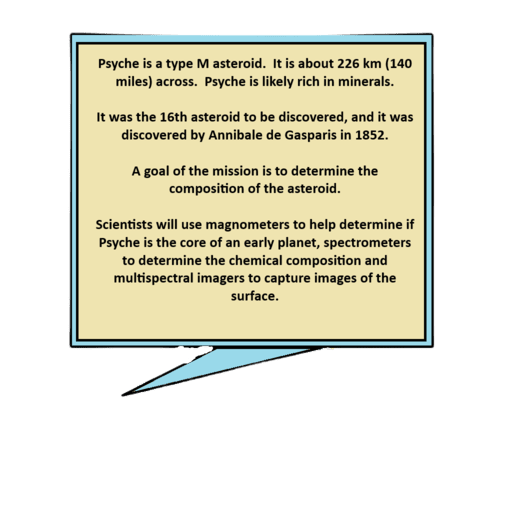 Psyche is a type M asteroid.  It is about 226 km (140
miles) across.  Psyche is likely rich in minerals.
It was the 16th asteroid to be discovered, and it was
discovered by Annibale de Gasparis in 1852.
A goal of the mission is to determine the
composition of the asteroid.
Scientists will use magnometers to help determine if
Psyche is the core of an early planet, spectrometers
to determine the chemical composition and
multispectral imagers to capture images of the
surface.